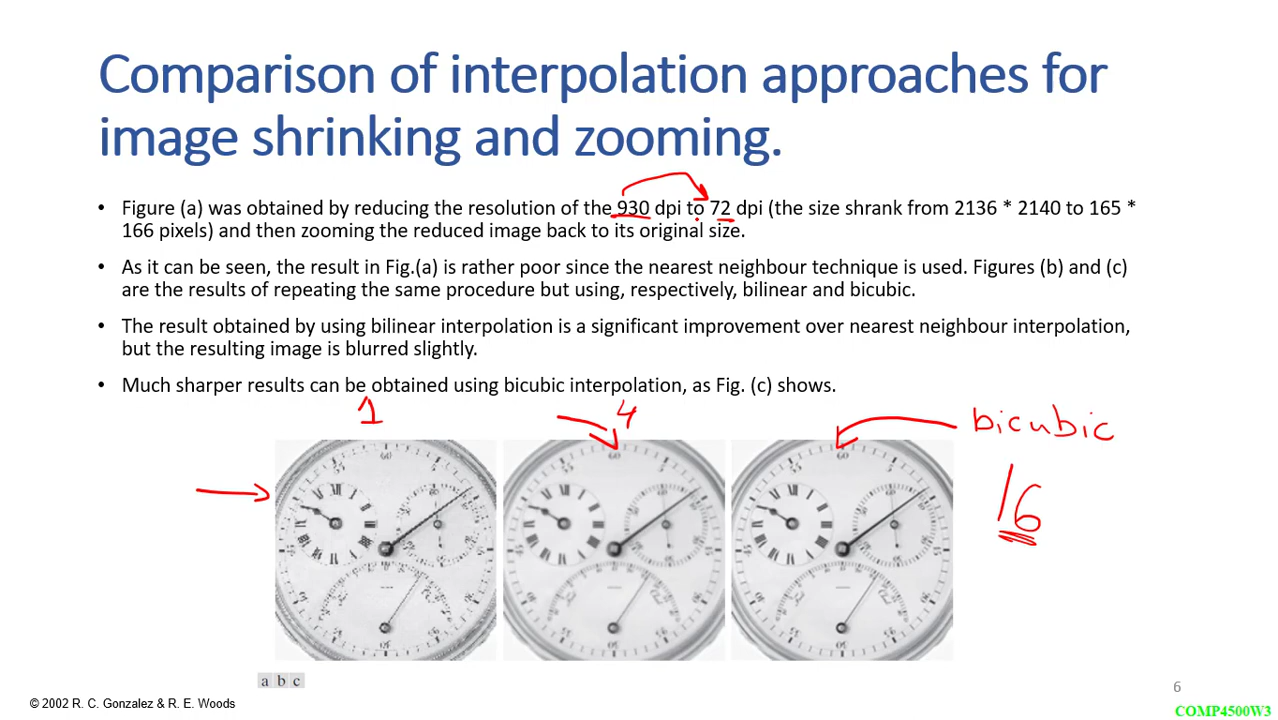 Comparison of interpolation approaches for
image shrinking and zooming.
• Figure (a) was obtained by reducing the resolution of the 930 dpi to 72 dpi (the size shrank from 2136 * 2140 to 165 *
166 pixels) and then zooming the reduced image back to its original size.
• As it can be seen, the result in Fig.(a) is rather poor since the nearest neighbour technique is used. Figures (b) and (c)
are the results of repeating the same procedure but using, respectively, bilinear and bicubic.
• The result obtained by using bilinear interpolation is a significant improvement over nearest neighbour interpolation,
but the resulting image is blurred slightly.
• Much sharper results can be obtained using bicubic interpolation, as Fig. (c) shows.
1
4
bicubic
16
60
60
60
a b c
© 2002 R. C. Gonzalez & R. E. Woods
6
COMP4500W3